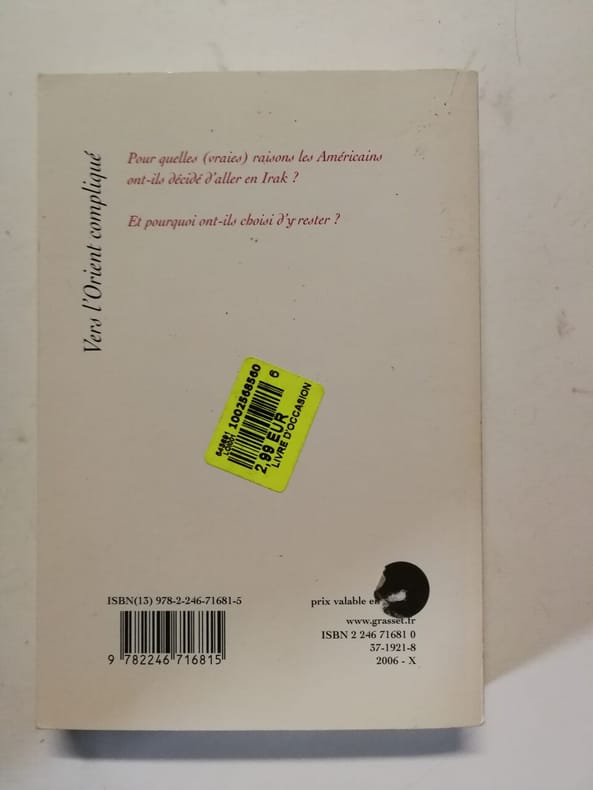 Vers l'Orient compliqué
Pour quelles (vraies) raisons les Américains
ont-ils décidé d'aller en Irak ?
Et pourquoi ont-ils choisi d'y rester ?
1002568560
6
2,99 EUR
LIVRE D'OCCASION
ISBN(13) 978-2-246-71681-5
9 782246 716815
prix valable
www.grasset.fr
ISBN 2 246 71681 0
37-1921-8
2006 - X